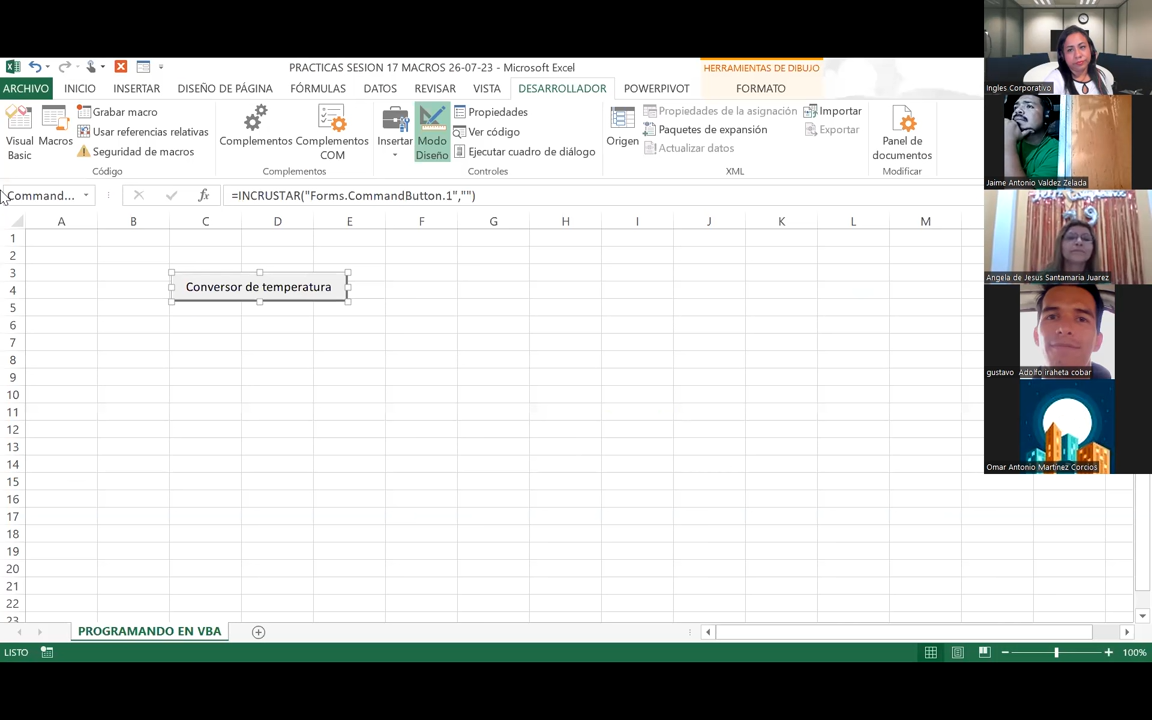 PRACTICAS SESION 17 MACROS 26-07-23 - Microsoft Excel
HERRAMIENTAS DE DIBUJO
ARCHIVO INICIO INSERTAR DISEÑO DE PÁGINA FÓRMULAS DATOS REVISAR VISTA DESARROLLADOR POWERPIVOT FORMATO
Visual Basic
Macros
Grabar macro
Usar referencias relativas
Seguridad de macros
Código
Complementos
Complementos COM
Complementos
Insertar
Modo Diseño
Propiedades
Ver código
Ejecutar cuadro de diálogo
Controles
Origen
Propiedades de la asignación
Paquetes de expansión
Actualizar datos
Importar
Exportar
XML
Panel de documentos
Modificar
Command...
=INCRUSTAR("Forms.CommandButton.1","")
A B C D E F G H I J K L M
1
2
3
4
5
6
7
8
9
10
11
12
13
14
15
16
17
18
19
20
21
22
23
Conversor de temperatura
PROGRAMANDO EN VBA
LISTO
100%
Ingles Corporativo
Jaime Antonio Valdez Zelada
Angela de Jesus Santamaria Juarez
gustavo Adolfo iraheta cobar
Omar Antonio Martínez Corcios